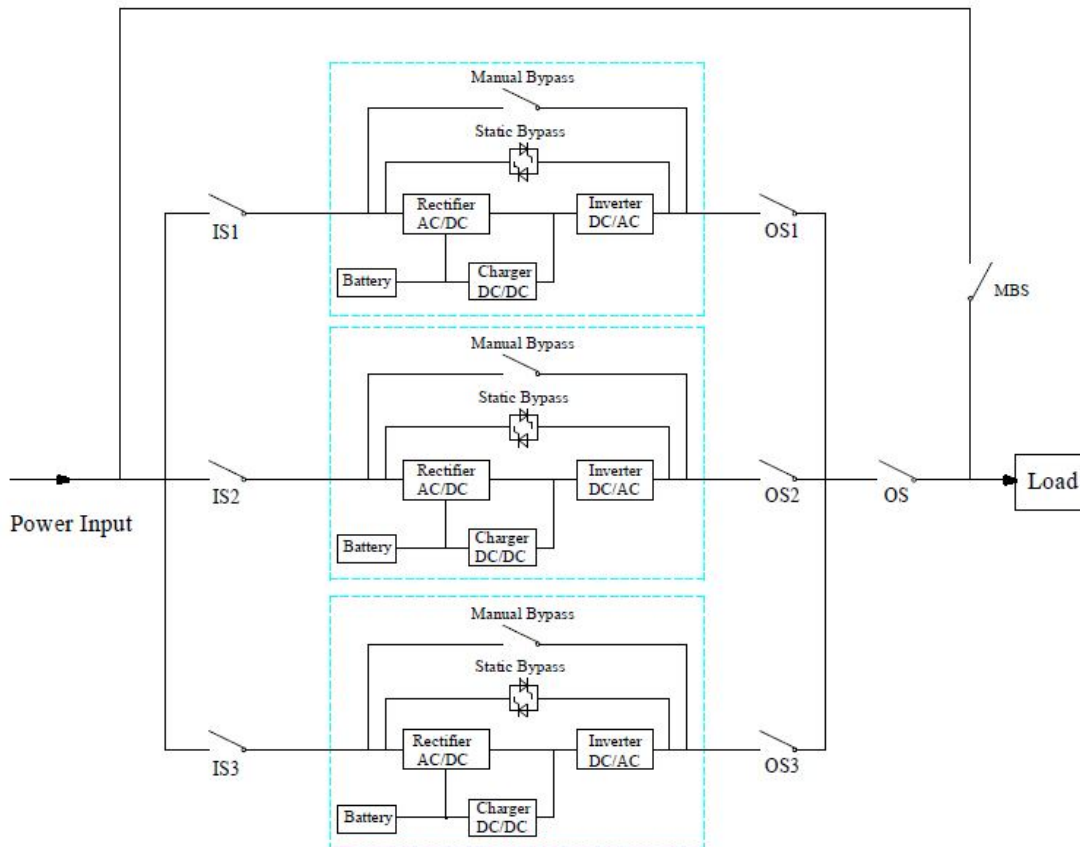 Manual Bypass
Static Bypass
Rectifier
AC/DC
Inverter
DC/AC
IS1
OS1
Battery
Charger
DC/DC
MBS
Manual Bypass
Static Bypass
Rectifier
AC/DC
Inverter
DC/AC
IS2
OS2
OS
Load
Power Input
Battery
Charger
DC/DC
Manual Bypass
Static Bypass
Rectifier
AC/DC
Inverter
DC/AC
IS3
OS3
Battery
Charger
DC/DC